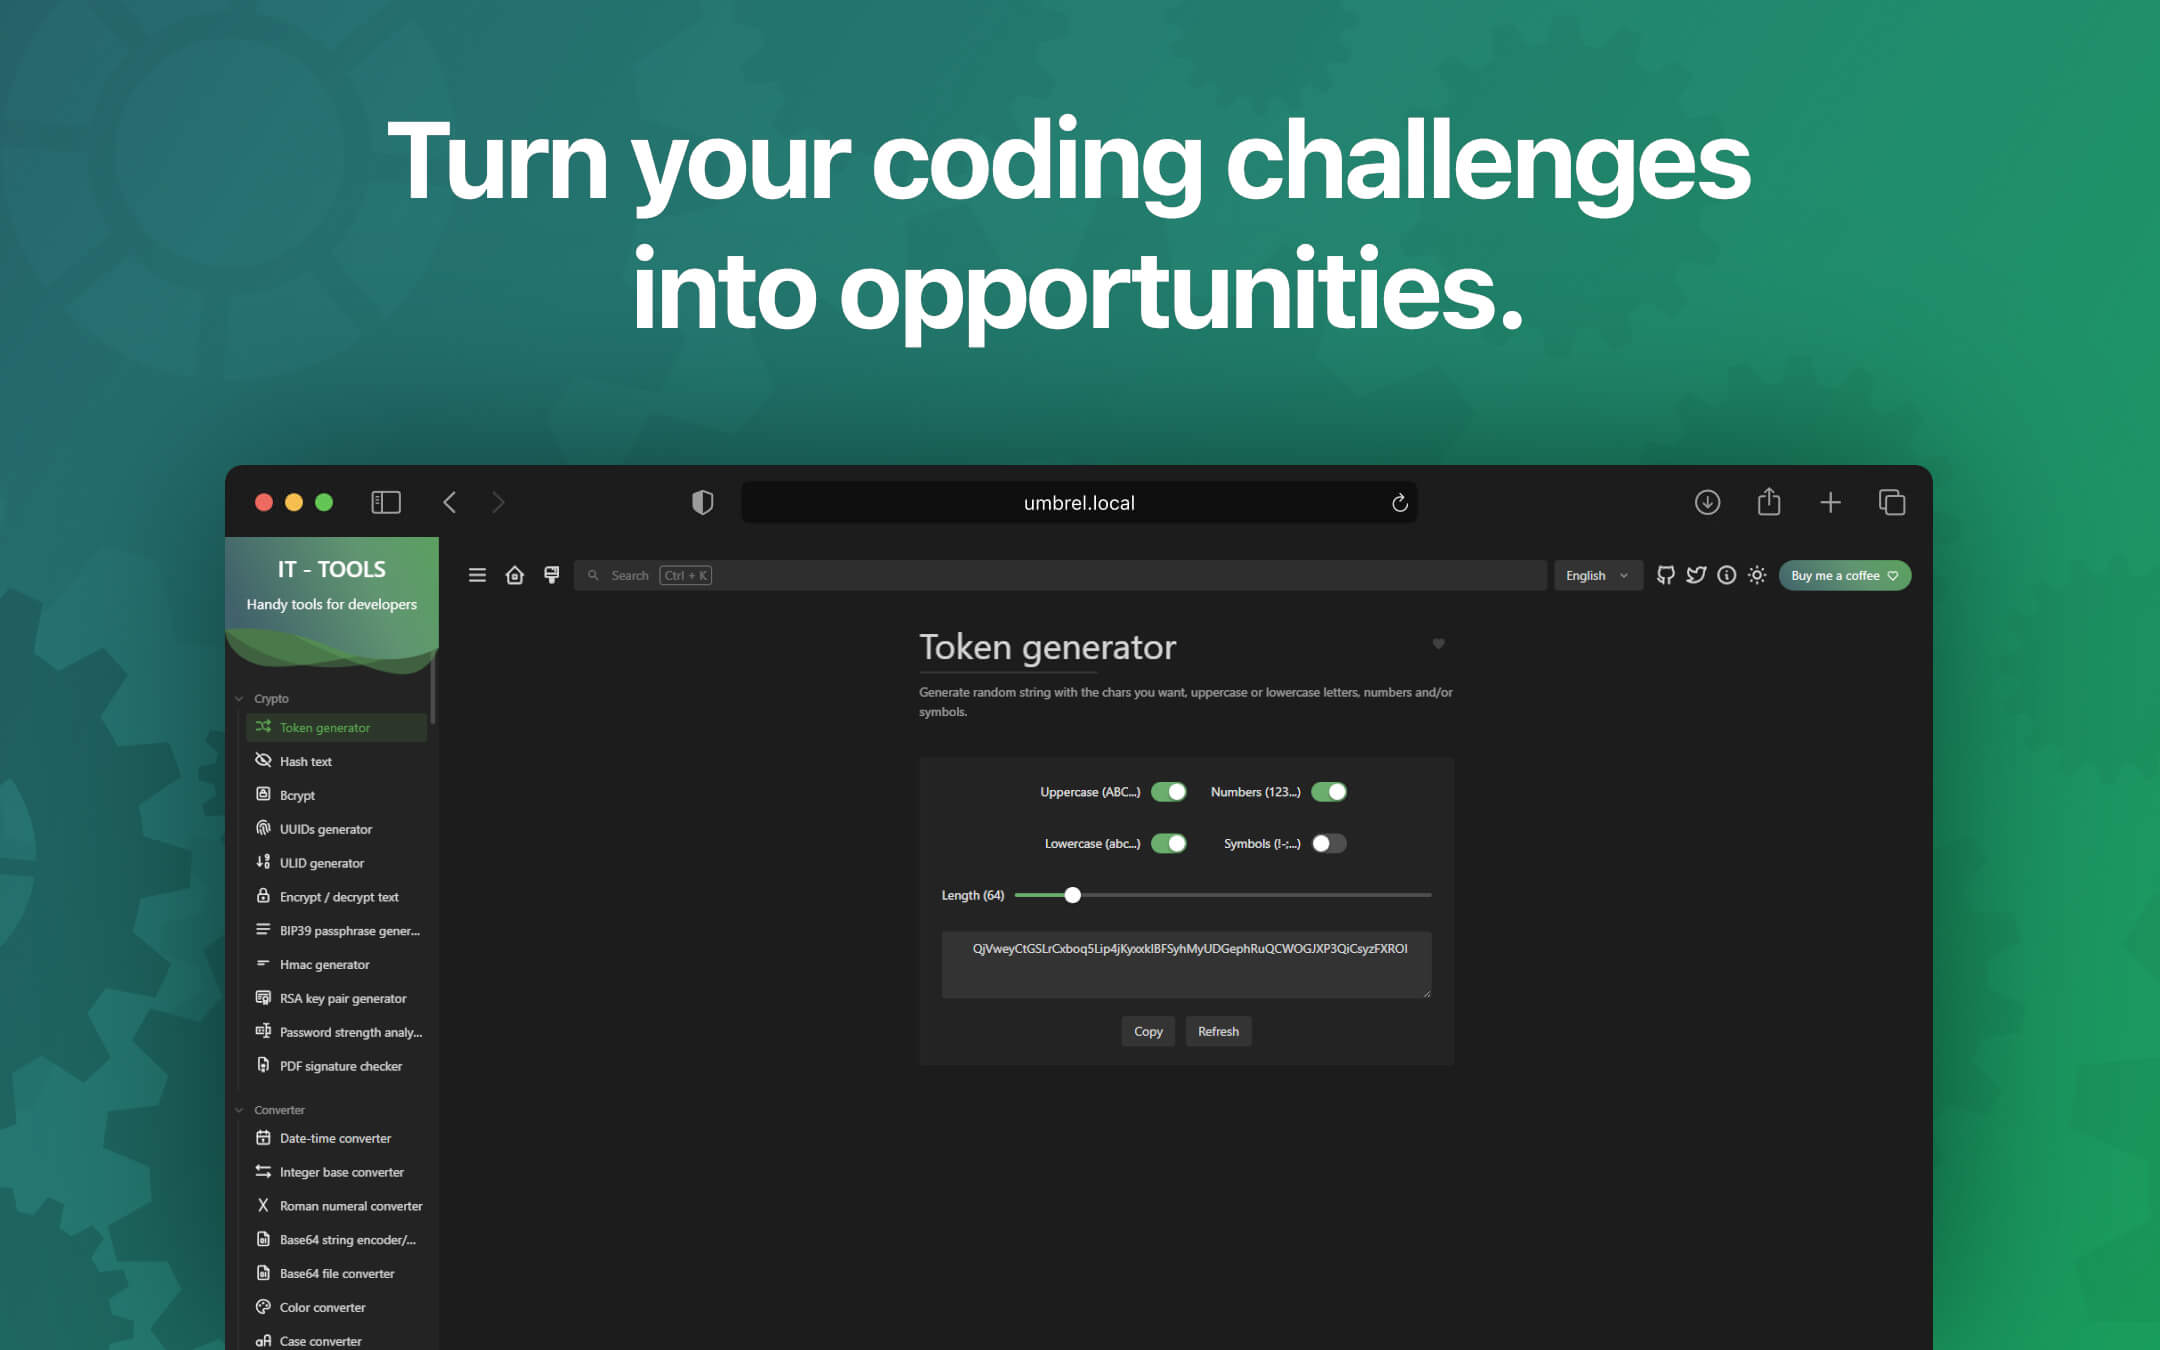 Turn your coding challenges
into opportunities.
umbrel.local
IT - TOOLS
Handy tools for developers
Search Ctrl + K
English
Buy me a coffee
Token generator
Generate random string with the chars you want, uppercase or lowercase letters, numbers and/or
symbols.
Uppercase (ABC...)
Numbers (123...)
Lowercase (abc...)
Symbols (!-;...)
Length (64)
Copy
Refresh
Crypto
Token generator
Hash text
Bcrypt
UUIDs generator
ULID generator
Encrypt / decrypt text
BIP39 passphrase gener...
Hmac generator
RSA key pair generator
Password strength analy...
PDF signature checker
Converter
Date-time converter
Integer base converter
Roman numeral converter
Base64 string encoder/...
Base64 file converter
Color converter
Case converter